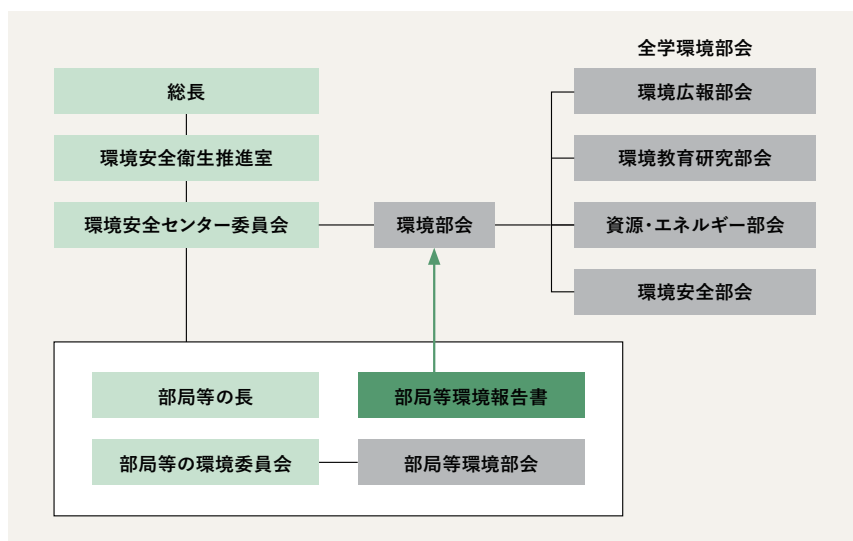 全学環境部会
総長
環境広報部会
環境安全衛生推進室
環境教育研究部会
環境安全センター委員会
環境部会
資源・エネルギー部会
環境安全部会
部局等の長
部局等環境報告書
部局等の環境委員会
部局等環境部会